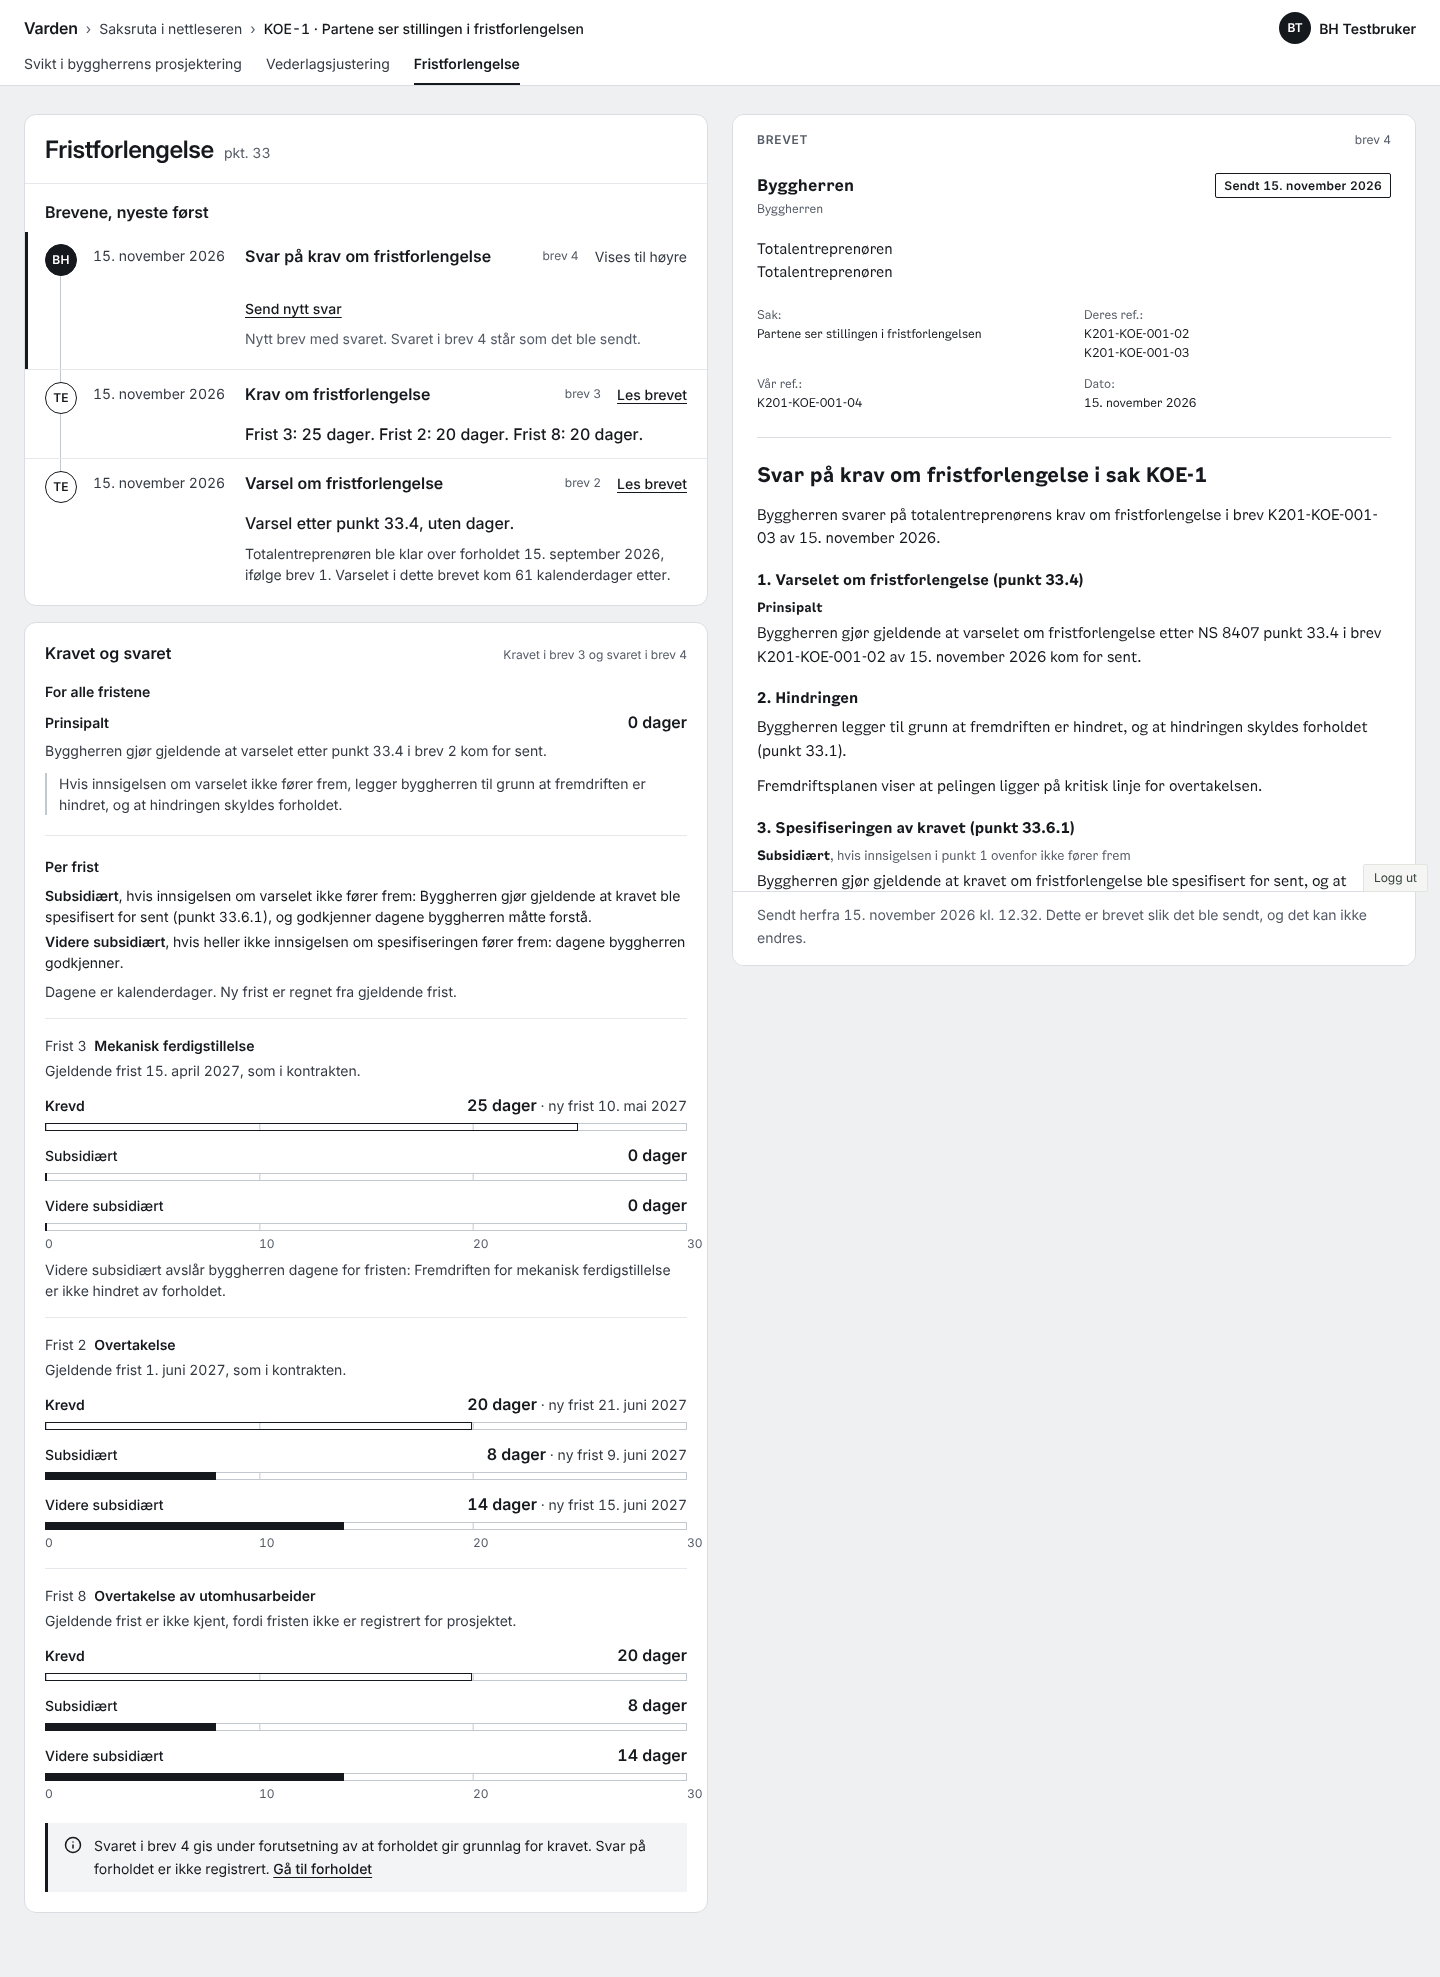 Varden › Saksruta i nettleseren › KOE-1 · Partene ser stillingen i fristforlengelsen
BT BH Testbruker
Svikt i byggherrens prosjektering Vederlagsjustering Fristforlengelse
Fristforlengelse pkt. 33
Brevene, nyeste først
BH 15. november 2026 Svar på krav om fristforlengelse brev 4 Vises til høyre
Send nytt svar
Nytt brev med svaret. Svaret i brev 4 står som det ble sendt.
TE 15. november 2026 Krav om fristforlengelse brev 3 Les brevet
Frist 3: 25 dager. Frist 2: 20 dager. Frist 8: 20 dager.
TE 15. november 2026 Varsel om fristforlengelse brev 2 Les brevet
Varsel etter punkt 33.4, uten dager.
Totalentreprenøren ble klar over forholdet 15. september 2026,
ifølge brev 1. Varselet i dette brevet kom 61 kalenderdager etter.
Kravet og svaret Kravet i brev 3 og svaret i brev 4
For alle fristene
Prinsipalt 0 dager
Byggherren gjør gjeldende at varselet etter punkt 33.4 i brev 2 kom for sent.
Hvis innsigelsen om varselet ikke fører frem, legger byggherren til grunn at fremdriften er
hindret, og at hindringen skyldes forholdet.
Per frist
Subsidiært, hvis innsigelsen om varselet ikke fører frem: Byggherren gjør gjeldende at kravet ble
spesifisert for sent (punkt 33.6.1), og godkjenner dagene byggherren måtte forstå.
Videre subsidiært, hvis heller ikke innsigelsen om spesifiseringen fører frem: dagene byggherren
godkjenner.
Dagene er kalenderdager. Ny frist er regnet fra gjeldende frist.
Frist 3 Mekanisk ferdigstillelse
Gjeldende frist 15. april 2027, som i kontrakten.
Krevd 25 dager · ny frist 10. mai 2027
Subsidiært 0 dager
Videre subsidiært 0 dager
0 10 20 30
Videre subsidiært avslår byggherren dagene for fristen: Fremdriften for mekanisk ferdigstillelse
er ikke hindret av forholdet.
Frist 2 Overtakelse
Gjeldende frist 1. juni 2027, som i kontrakten.
Krevd 20 dager · ny frist 21. juni 2027
Subsidiært 8 dager · ny frist 9. juni 2027
Videre subsidiært 14 dager · ny frist 15. juni 2027
0 10 20 30
Frist 8 Overtakelse av utomhusarbeider
Gjeldende frist er ikke kjent, fordi fristen ikke er registrert for prosjektet.
Krevd 20 dager
Subsidiært 8 dager
Videre subsidiært 14 dager
0 10 20 30
Svaret i brev 4 gis under forutsetning av at forholdet gir grunnlag for kravet. Svar på
forholdet er ikke registrert. Gå til forholdet
BREVET brev 4
Byggherren Sendt 15. november 2026
Byggherren
Totalentreprenøren
Totalentreprenøren
Sak: Deres ref.:
Partene ser stillingen i fristforlengelsen K201-KOE-001-02
K201-KOE-001-03
Vår ref.: Dato:
K201-KOE-001-04 15. november 2026
Svar på krav om fristforlengelse i sak KOE-1
Byggherren svarer på totalentreprenørens krav om fristforlengelse i brev K201-KOE-001-
03 av 15. november 2026.
1. Varselet om fristforlengelse (punkt 33.4)
Prinsipalt
Byggherren gjør gjeldende at varselet om fristforlengelse etter NS 8407 punkt 33.4 i brev
K201-KOE-001-02 av 15. november 2026 kom for sent.
2. Hindringen
Byggherren legger til grunn at fremdriften er hindret, og at hindringen skyldes forholdet
(punkt 33.1).
Fremdriftsplanen viser at pelingen ligger på kritisk linje for overtakelsen.
3. Spesifiseringen av kravet (punkt 33.6.1)
Subsidiært, hvis innsigelsen i punkt 1 ovenfor ikke fører frem
Byggherren gjør gjeldende at kravet om fristforlengelse ble spesifisert for sent, og at
Logg ut
Sendt herfra 15. november 2026 kl. 12.32. Dette er brevet slik det ble sendt, og det kan ikke
endres.